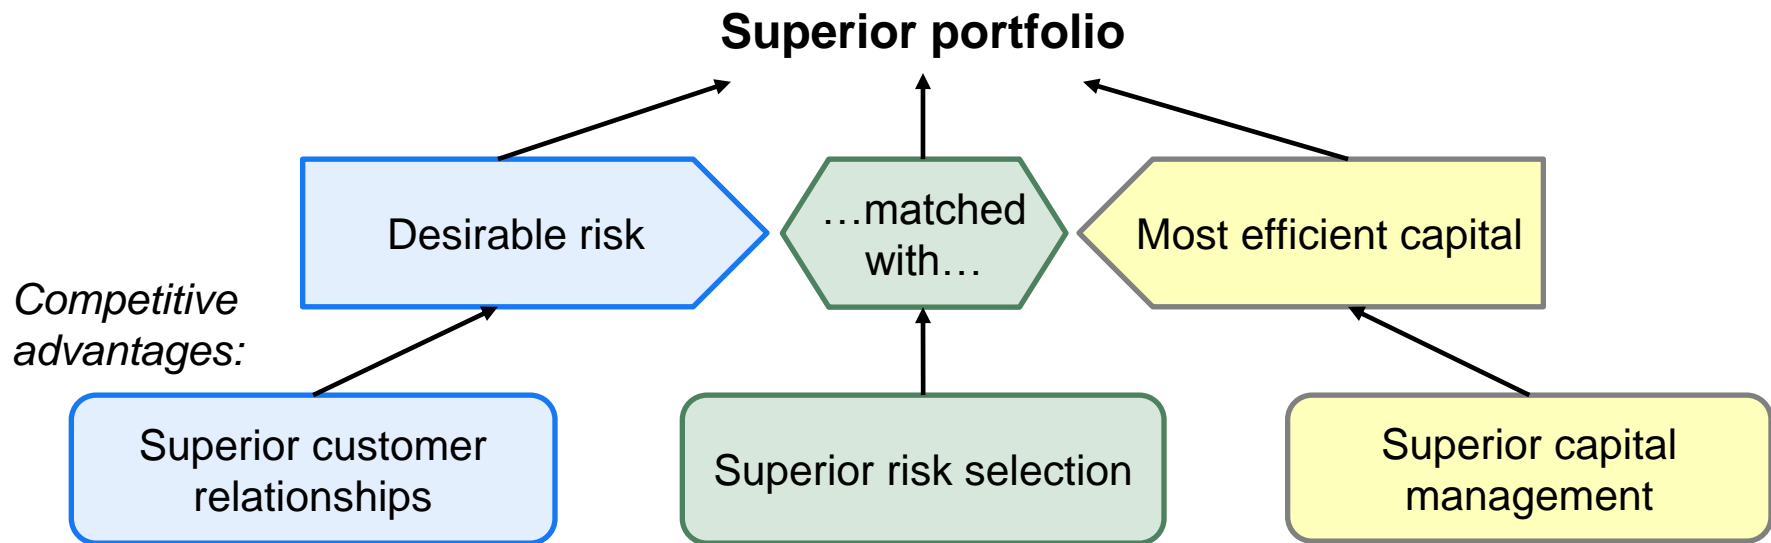 Superior portfolio
Desirable risk
…matched
with…
Most efficient capital
Competitive
advantages:
Superior customer
relationships
Superior risk selection
Superior capital
management